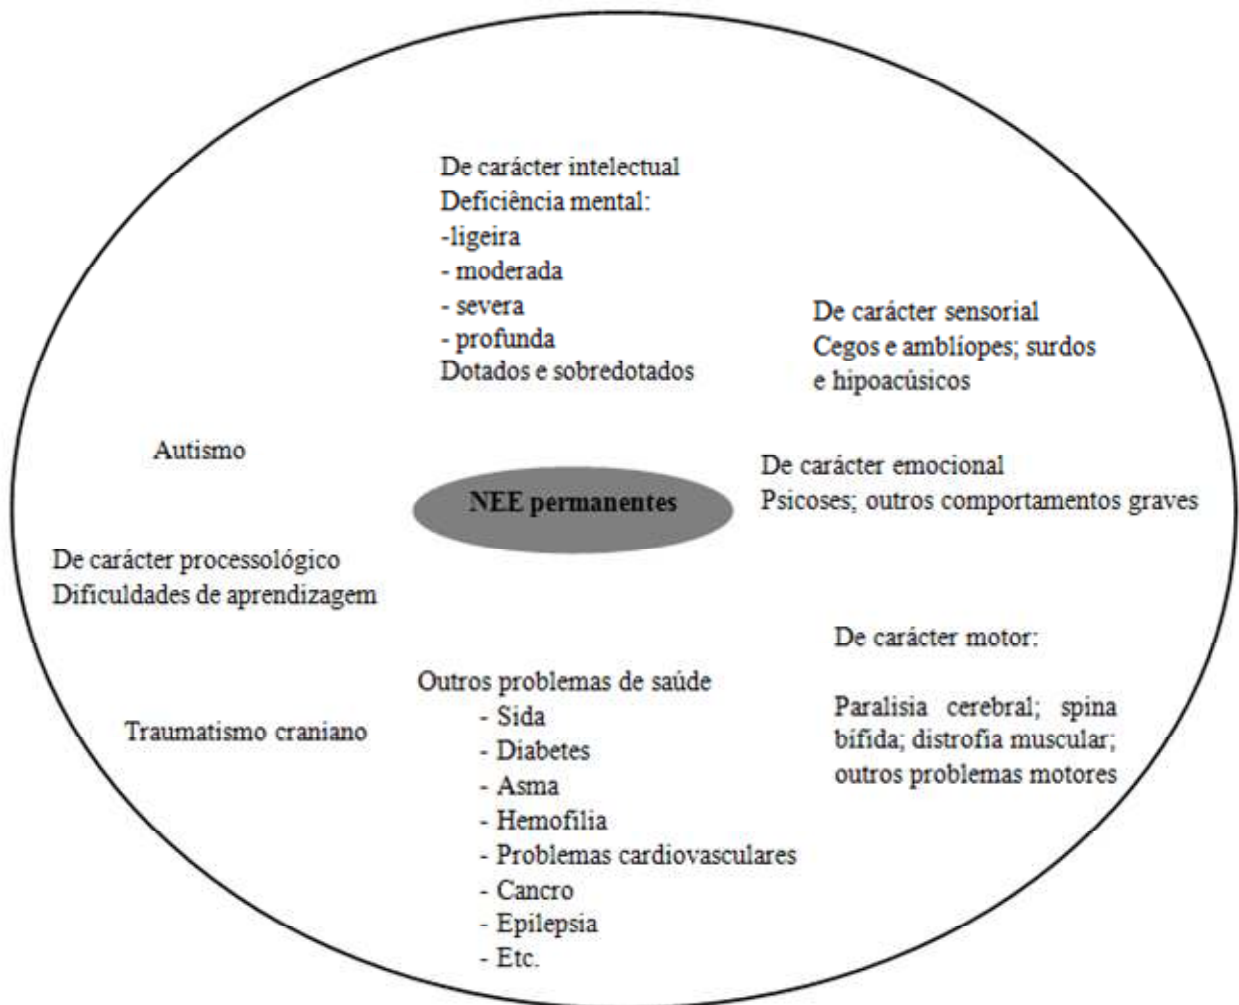 De carácter intelectual
Deficiência mental:
-ligeira
- moderada
- severa
- profunda
Dotados e sobredotados
De carácter sensorial
Cegos e amblíopes; surdos
e hipoacúsicos
Autismo
De carácter emocional
Psicoses; outros comportamentos graves
NEE permanentes
De carácter processológico
Dificuldades de aprendizagem
De carácter motor:
Paralisia cerebral; spina
bífida; distrofia muscular;
outros problemas motores
Traumatismo craniano
Outros problemas de saúde
- Sida
- Diabetes
- Asma
- Hemofilia
- Problemas cardiovasculares
- Cancro
- Epilepsia
- Etc.